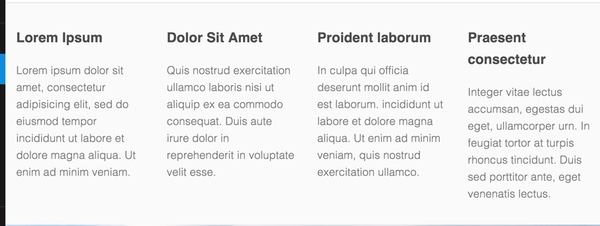 Lorem Ipsum
Lorem ipsum dolor sit
amet, consectetur
adipisicing elit, sed do
eiusmod tempor
incididunt ut labore et
dolore magna aliqua. Ut
enim ad minim veniam.
Dolor Sit Amet
Quis nostrud exercitation
ullamco laboris nisi ut
aliquip ex ea commodo
consequat. Duis aute
irure dolor in
reprehenderit in voluptate
velit esse.
Proident laborum
In culpa qui officia
deserunt mollit anim id
est laborum. incididunt ut
labore et dolore magna
aliqua. Ut enim ad minim
veniam, quis nostrud
exercitation ullamco.
Praesent
consectetur
Integer vitae lectus
accumsan, egestas dui
eget, ullamcorper urn. In
feugiat tortor at turpis
rhoncus tincidunt. Duis
sed porttitor ante, eget
venenatis lectus.